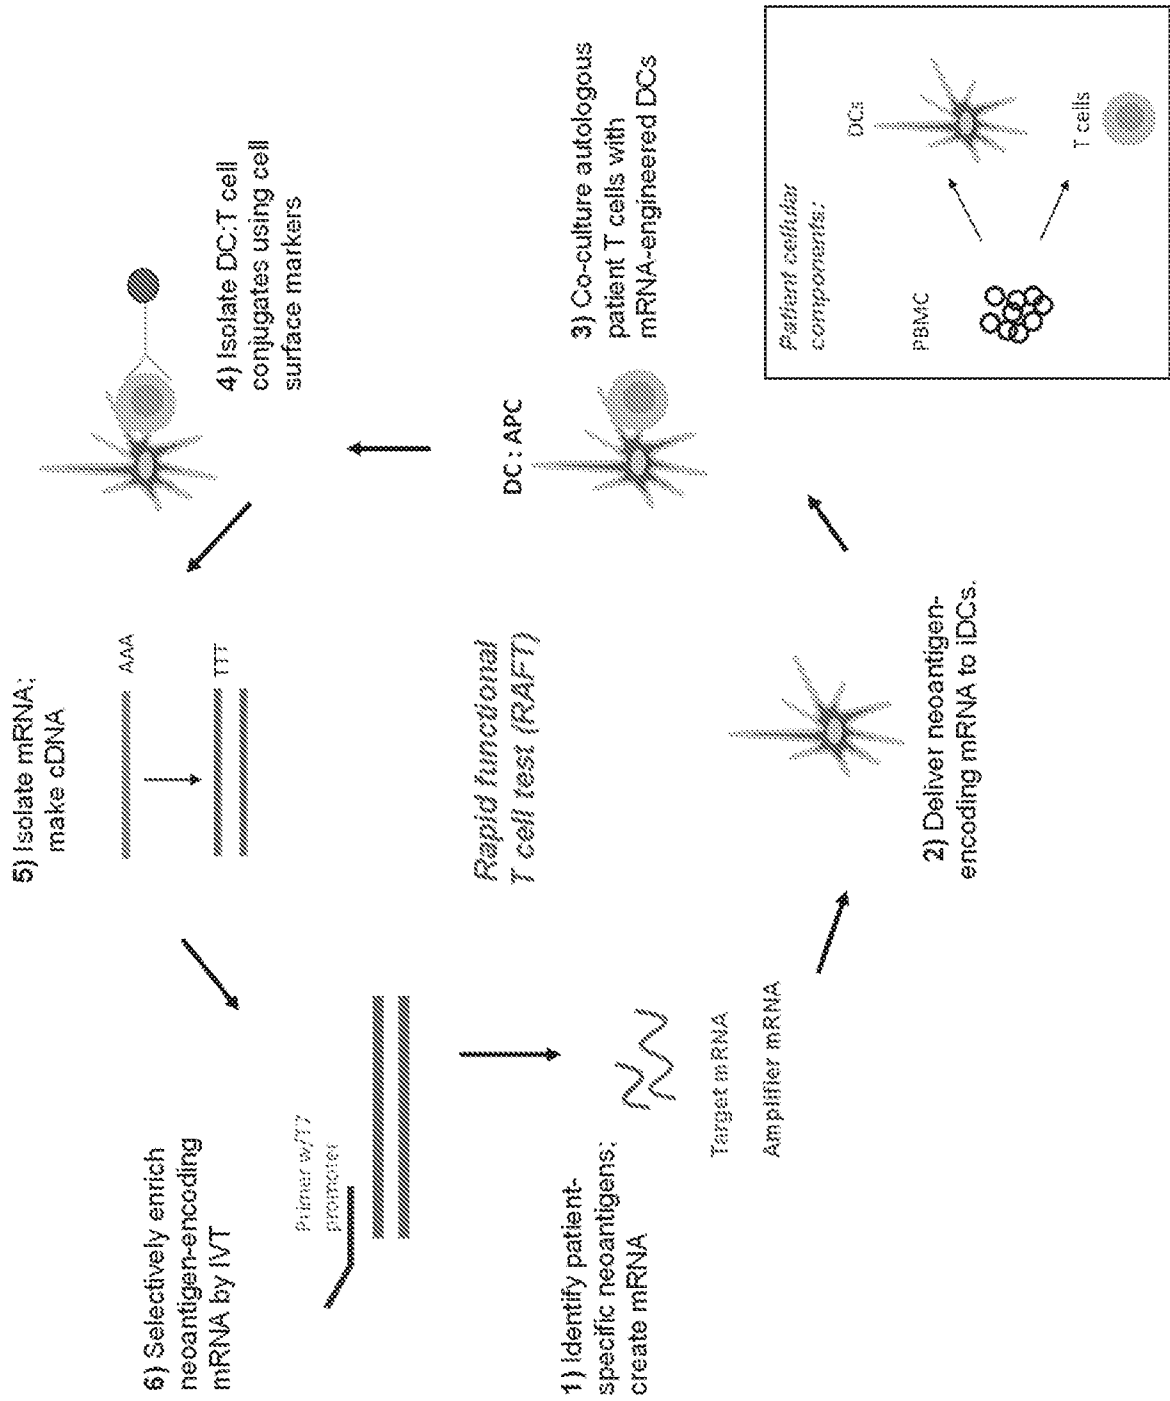 1) Identify patient-
specific neoantigens;
create mRNA
Target mRNA
Amplifier mRNA
2) Deliver neoantigen-
encoding mRNA to iDCs.
3) Co-culture autologous
patient T cells with
mRNA-engineered DCs
DC : APC
4) Isolate DC:T cell
conjugates using cell
surface markers
5) Isolate mRNA;
make cDNA
AAA
TTT
6) Selectively enrich
neoantigen-encoding
mRNA by IVT
Primer w/T7
promoter
Rapid functional
T cell test (RAFT)
Patient cellular
components:
PBMC
DCs
T cells